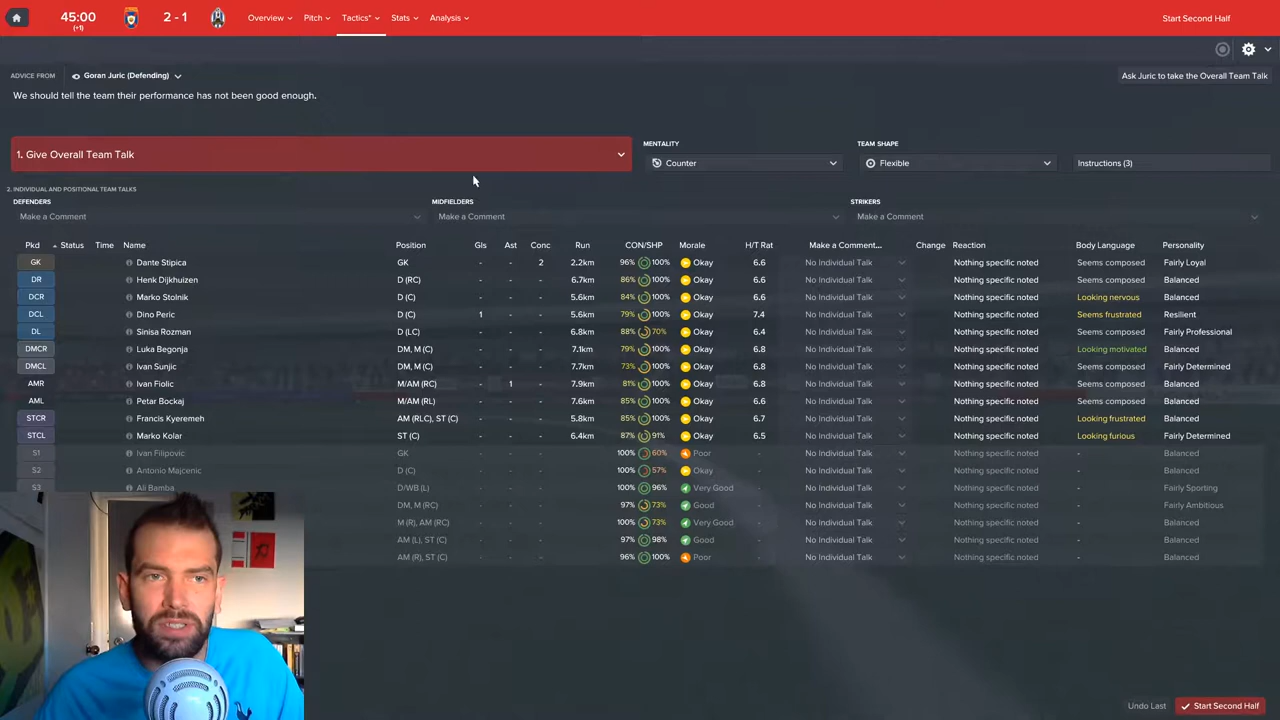 45:00 2 - 1 Overview Pitch Tactics* Stats Analysis Start Second Half
(+1)
ADVICE FROM Goran Juric (Defending) Ask Juric to take the Overall Team Talk
We should tell the team their performance has not been good enough.
1. Give Overall Team Talk MENTALITY TEAM SHAPE
Counter Flexible Instructions (3)
2. INDIVIDUAL AND POSITIONAL TEAM TALKS
DEFENDERS MIDFIELDERS STRIKERS
Make a Comment Make a Comment Make a Comment
Pkd Status Time Name Position Gls Ast Conc Run CON/SHP Morale H/T Rat Make a Comment... Change Reaction Body Language Personality
GK Dante Stipica GK - - 2 2.2km 96% 100% Okay 6.6 No Individual Talk Nothing specific noted Seems composed Fairly Loyal
DR Henk Dijkhuizen D (RC) - - - 6.7km 86% 100% Okay 6.6 No Individual Talk Nothing specific noted Seems composed Balanced
DCR Marko Stolnik D (C) - - - 5.6km 84% 100% Okay 6.6 No Individual Talk Nothing specific noted Looking nervous Balanced
DCL Dino Peric D (C) 1 - - 5.6km 79% 100% Okay 7.4 No Individual Talk Nothing specific noted Seems frustrated Resilient
DL Sinisa Rozman D (LC) - - - 6.8km 88% 70% Okay 6.4 No Individual Talk Nothing specific noted Seems composed Fairly Professional
DMCR Luka Begonja DM, M (C) - - - 7.1km 79% 100% Okay 6.8 No Individual Talk Nothing specific noted Looking motivated Balanced
DMCL Ivan Sunjic DM, M (C) - - - 7.7km 73% 100% Okay 6.8 No Individual Talk Nothing specific noted Seems composed Fairly Determined
AMR Ivan Fiolic M/AM (RC) - 1 - 7.9km 81% 100% Okay 6.8 No Individual Talk Nothing specific noted Seems composed Balanced
AML Petar Bockaj M/AM (RL) - - - 7.6km 85% 100% Okay 6.8 No Individual Talk Nothing specific noted Seems composed Balanced
STCR Francis Kyeremeh AM (RLC), ST (C) - - - 5.8km 85% 100% Okay 6.7 No Individual Talk Nothing specific noted Looking frustrated Balanced
STCL Marko Kolar ST (C) - - - 6.4km 87% 91% Okay 6.5 No Individual Talk Nothing specific noted Looking furious Fairly Determined
S1 Ivan Filipovic GK - - - - 100% 60% Poor - No Individual Talk Nothing specific noted - Balanced
S2 Antonio Majceric D (C) - - - - 100% 57% Okay - No Individual Talk Nothing specific noted - Balanced
S3 Ali Bamba D/WB (L) - - - - 100% 96% Very Good - No Individual Talk Nothing specific noted - Fairly Sporting
DM, M (RC) - - - - 97% 73% Good - No Individual Talk Nothing specific noted - Fairly Ambitious
M (R), AM (RC) - - - - 100% 73% Very Good - No Individual Talk Nothing specific noted - Balanced
AM (L), ST (C) - - - - 97% 98% Good - No Individual Talk Nothing specific noted - Balanced
AM (R), ST (C) - - - - 96% 100% Poor - No Individual Talk Nothing specific noted - Balanced
Undo Last Start Second Half